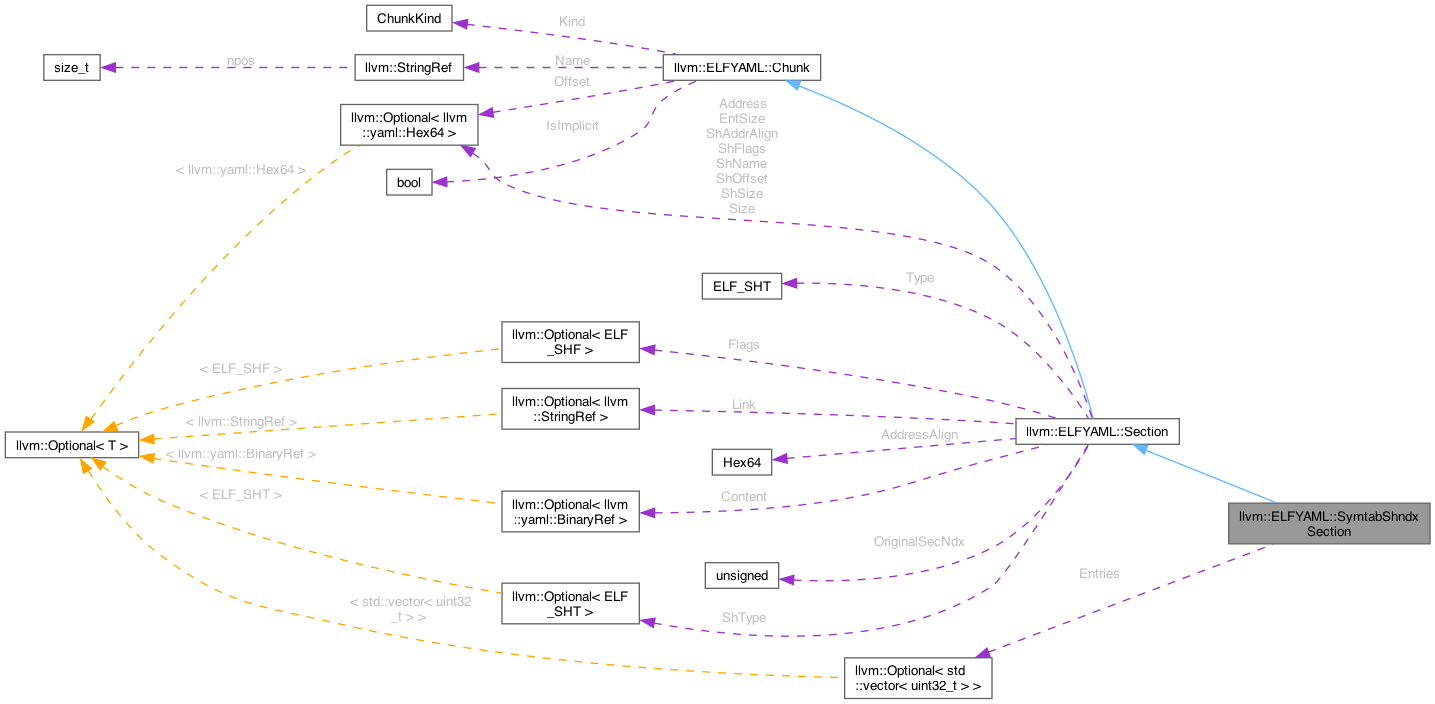 ChunkKind
Kind
size_t
npos
llvm::StringRef
Name
llvm::ELFYAML::Chunk
Offset
llvm::Optional< llvm
::yaml::Hex64 >
IsImplicit
Address
EntSize
ShAddrAlign
ShFlags
ShName
ShOffset
ShSize
Size
< llvm::yaml::Hex64 >
bool
ELF_SHT
Type
llvm::Optional< ELF
_SHF >
Flags
< ELF_SHF >
llvm::Optional< llvm
::StringRef >
Link
< llvm::StringRef >
llvm::Optional< T >
AddressAlign
llvm::ELFYAML::Section
< llvm::yaml::BinaryRef >
Hex64
< ELF_SHT >
llvm::Optional< llvm
::yaml::BinaryRef >
Content
llvm::ELFYAML::SymtabShndx
Section
OriginalSecNdx
unsigned
Entries
llvm::Optional< ELF
_SHT >
ShType
< std::vector< uint32
_t > >
llvm::Optional< std
::vector< uint32_t > >